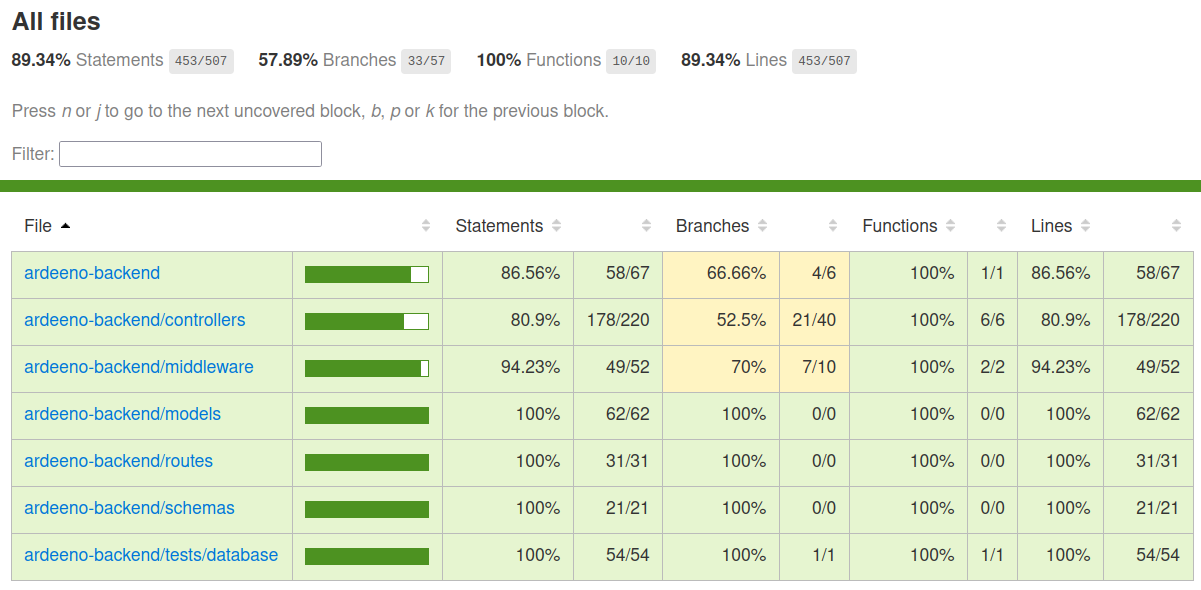 All files
89.34% Statements 453/507 57.89% Branches 33/57 100% Functions 10/10 89.34% Lines 453/507
Press n or j to go to the next uncovered block, b, p or k for the previous block.
Filter:
File Statements Branches Functions Lines
ardeeno-backend 86.56% 58/67 66.66% 4/6 100% 1/1 86.56% 58/67
ardeeno-backend/controllers 80.9% 178/220 52.5% 21/40 100% 6/6 80.9% 178/220
ardeeno-backend/middleware 94.23% 49/52 70% 7/10 100% 2/2 94.23% 49/52
ardeeno-backend/models 100% 62/62 100% 0/0 100% 0/0 100% 62/62
ardeeno-backend/routes 100% 31/31 100% 0/0 100% 0/0 100% 31/31
ardeeno-backend/schemas 100% 21/21 100% 0/0 100% 0/0 100% 21/21
ardeeno-backend/tests/database 100% 54/54 100% 1/1 100% 1/1 100% 54/54